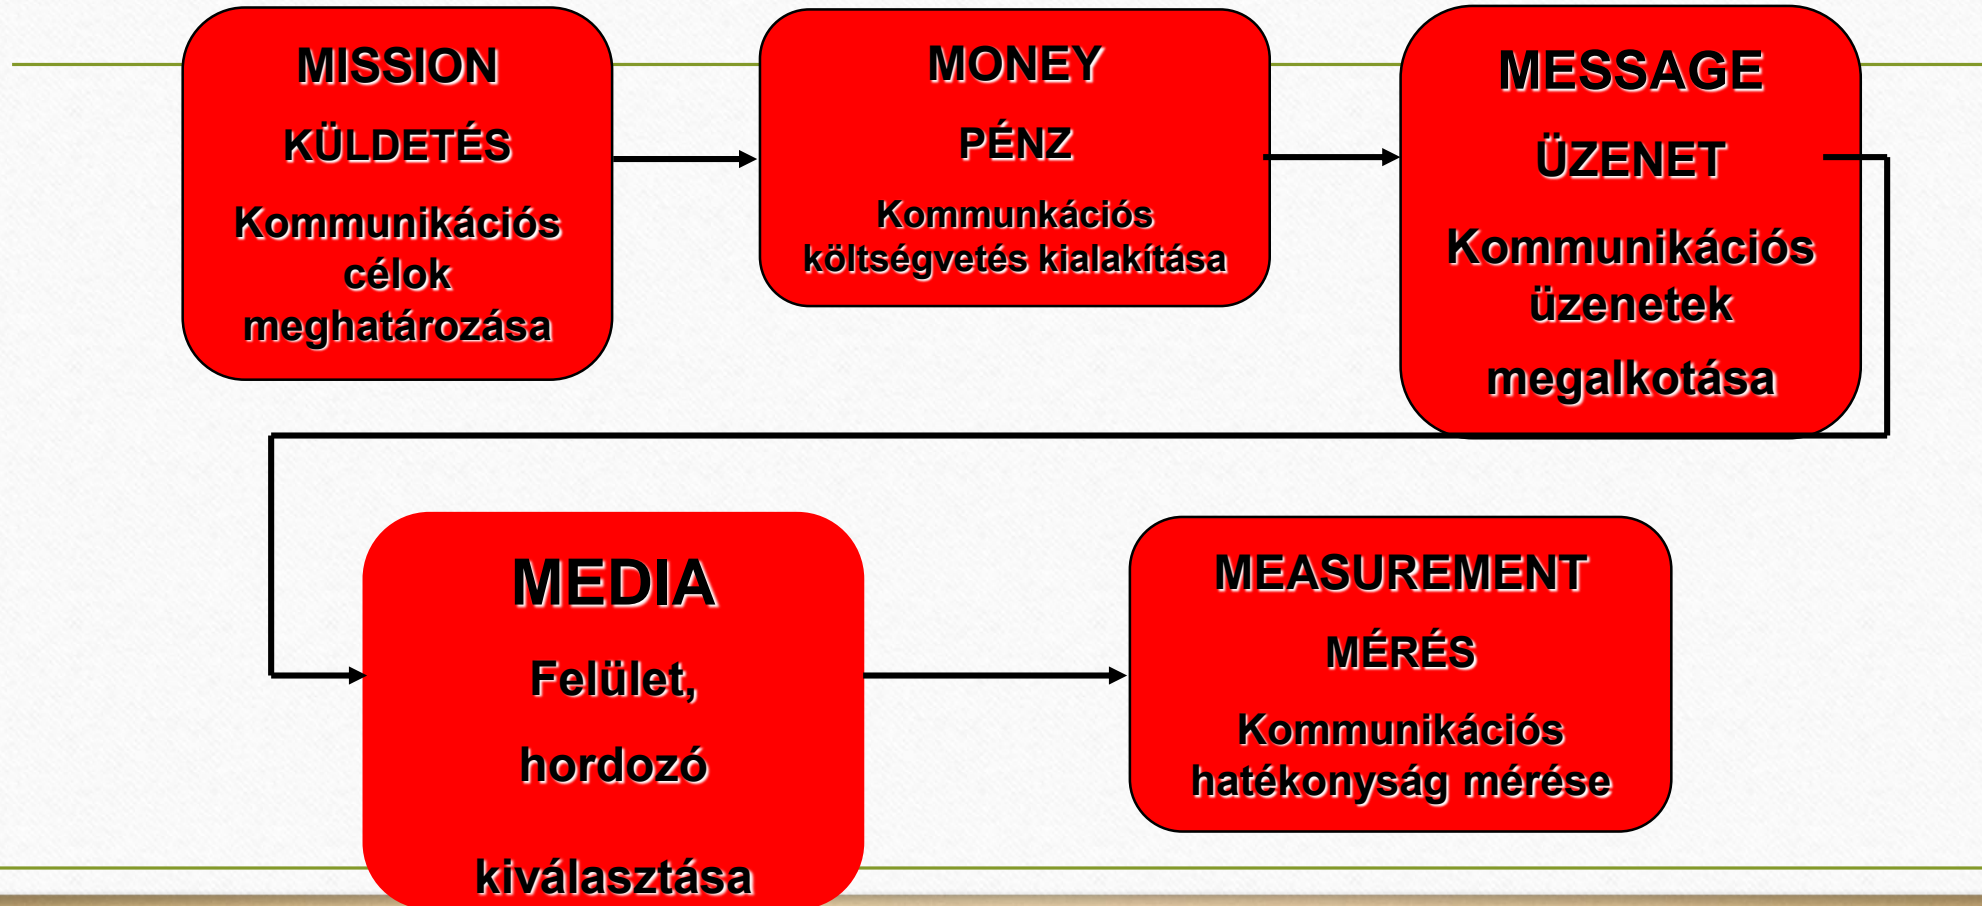 MISSION
KÜLDETÉS
Kommunikációs
célok
meghatározása
MONEY
PÉNZ
Kommunkációs
költségvetés kialakítása
MESSAGE
ÜZENET
Kommunikációs
üzenetek
megalkotása
MEDIA
Felület,
hordozó
kiválasztása
MEASUREMENT
MÉRÉS
Kommunikációs
hatékonyság mérése